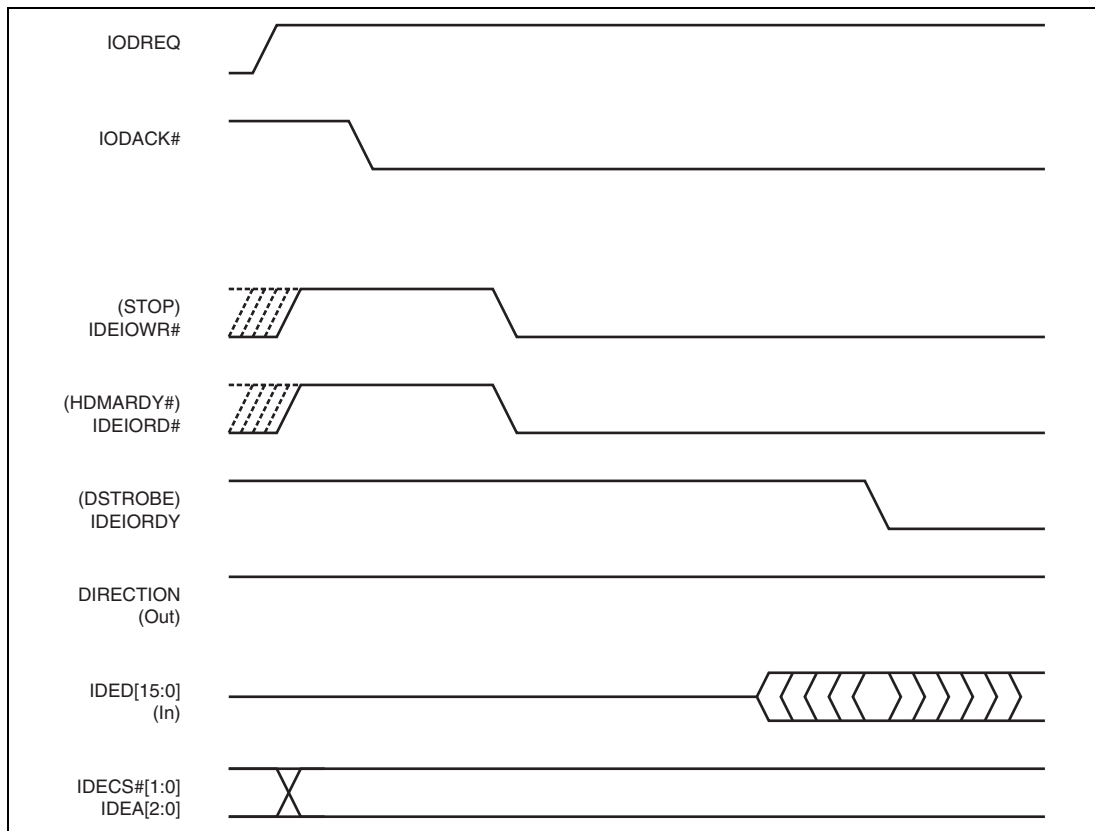 IODREQ
IODACK#
(STOP)
IDEIOWR#
(HDMARDY#)
IDEIORD#
(DSTROBE)
IDEIORDY
DIRECTION
(Out)
IDED[15:0]
(In)
IDECS#[1:0]
IDEA[2:0]